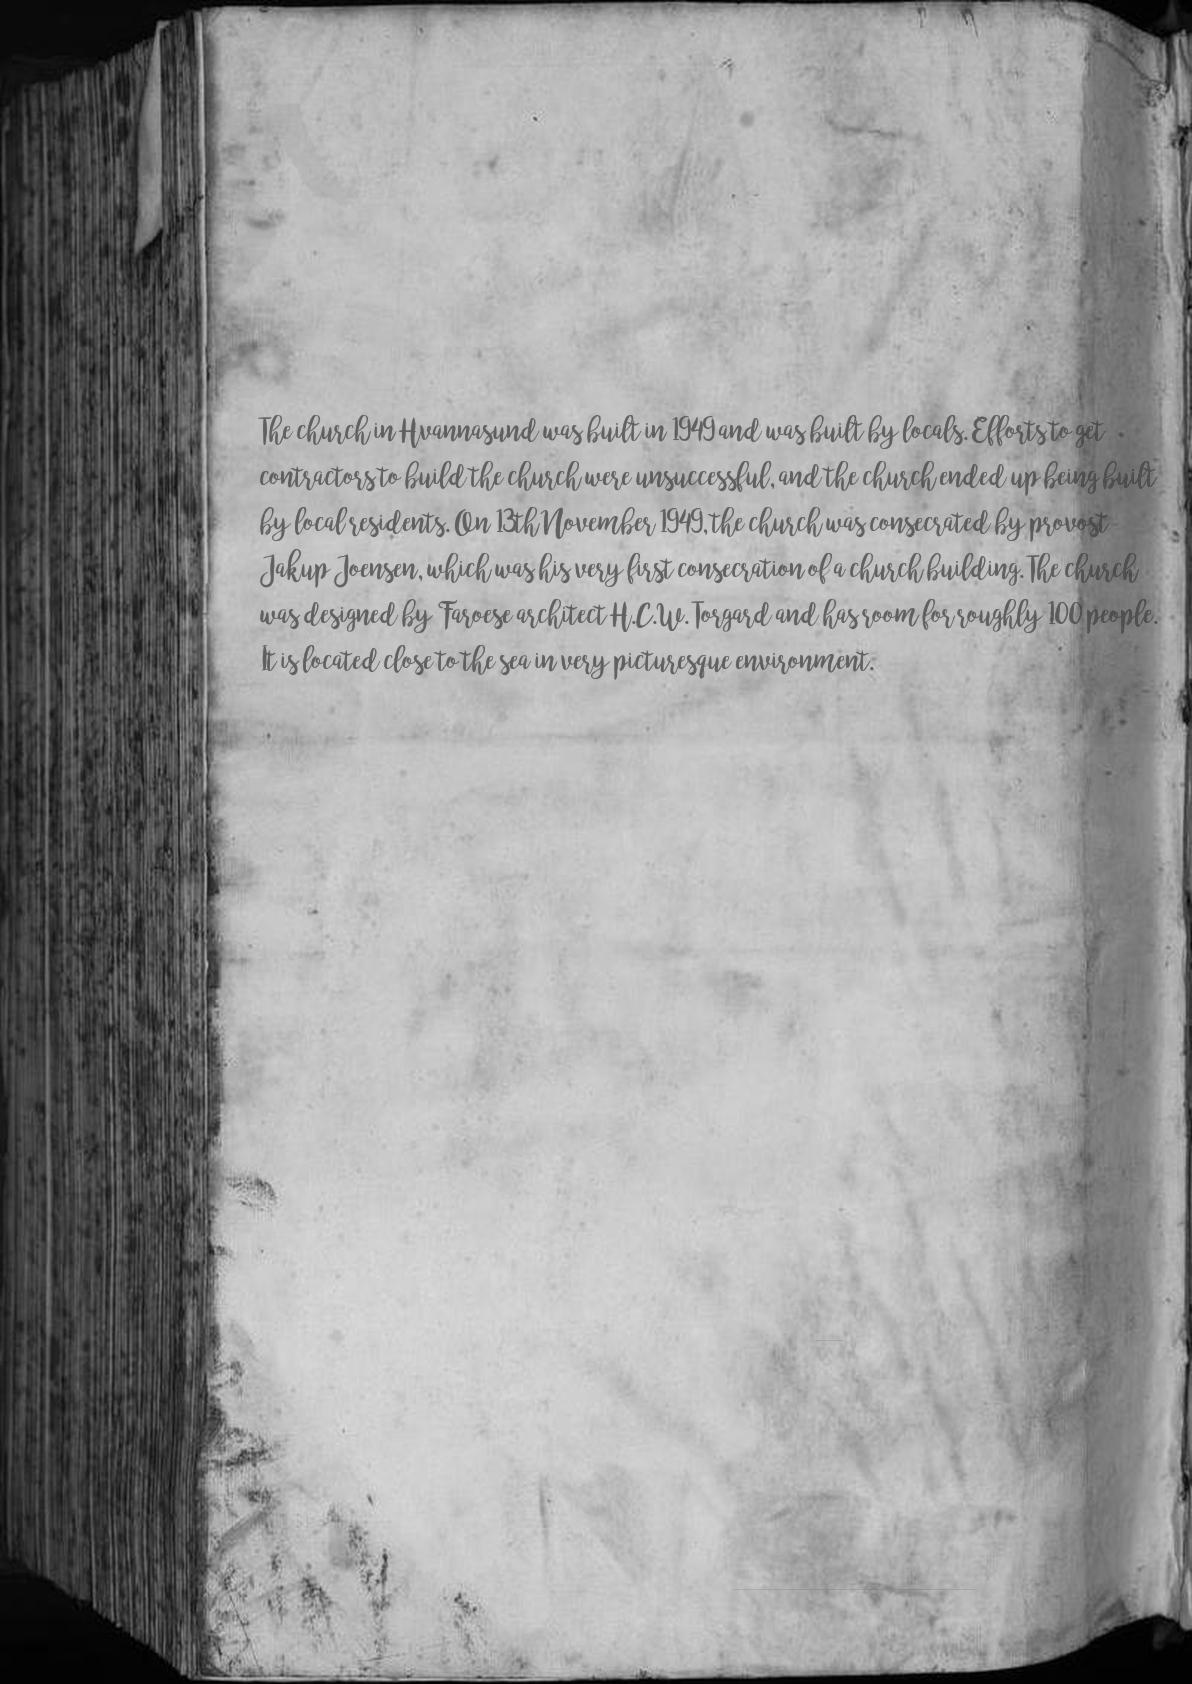 The church in Hvannasund was built in 1949 and was built by locals. Efforts to get
contractors to build the church were unsuccessful, and the church ended up being built
by local residents. On 13th November 1949, the church was consecrated by provost
Jakup Joensen, which was his very first consecration of a church building. The church
was designed by Faroese architect H.C.W. Torgard and has room for roughly 100 people.
It is located close to the sea in very picturesque environment.